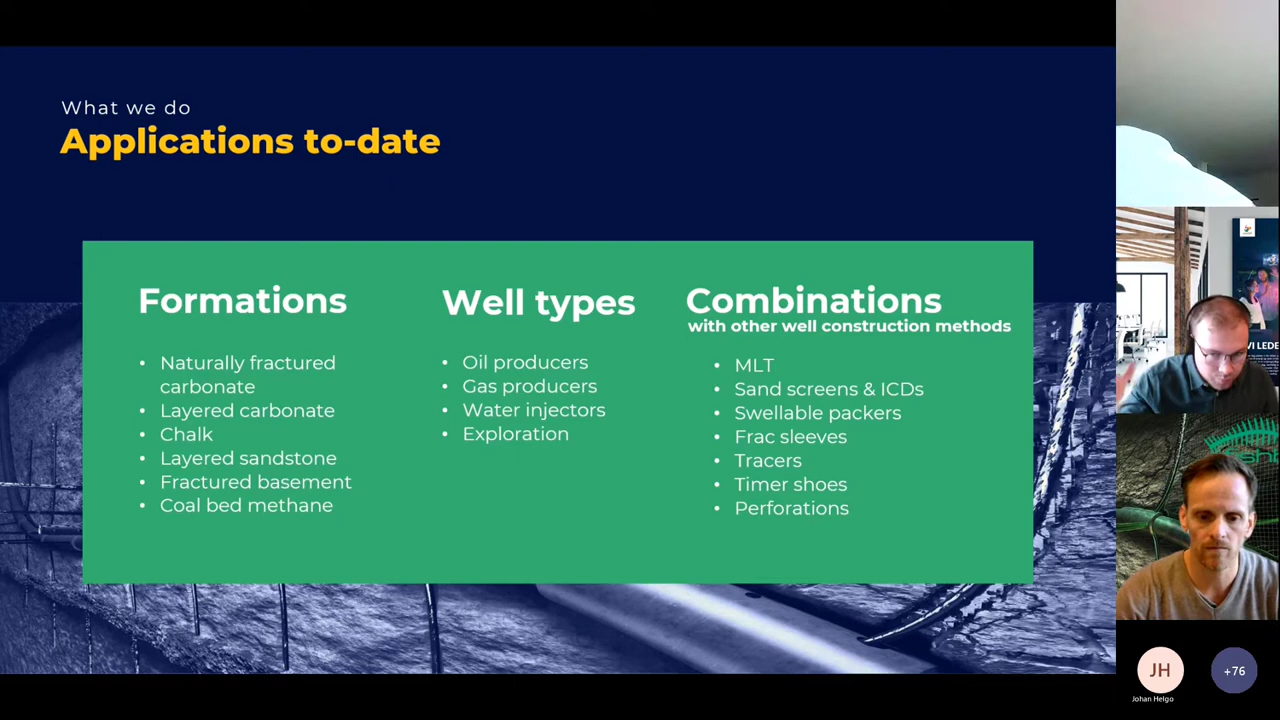 What we do
Applications to-date
Formations
• Naturally fractured
carbonate
• Layered carbonate
• Chalk
• Layered sandstone
• Fractured basement
• Coal bed methane
Well types
• Oil producers
• Gas producers
• Water injectors
• Exploration
Combinations
with other well construction methods
• MLT
• Sand screens & ICDs
• Swellable packers
• Frac sleeves
• Tracers
• Timer shoes
• Perforations
VI LEDE
JH
Johan Helgo
+76